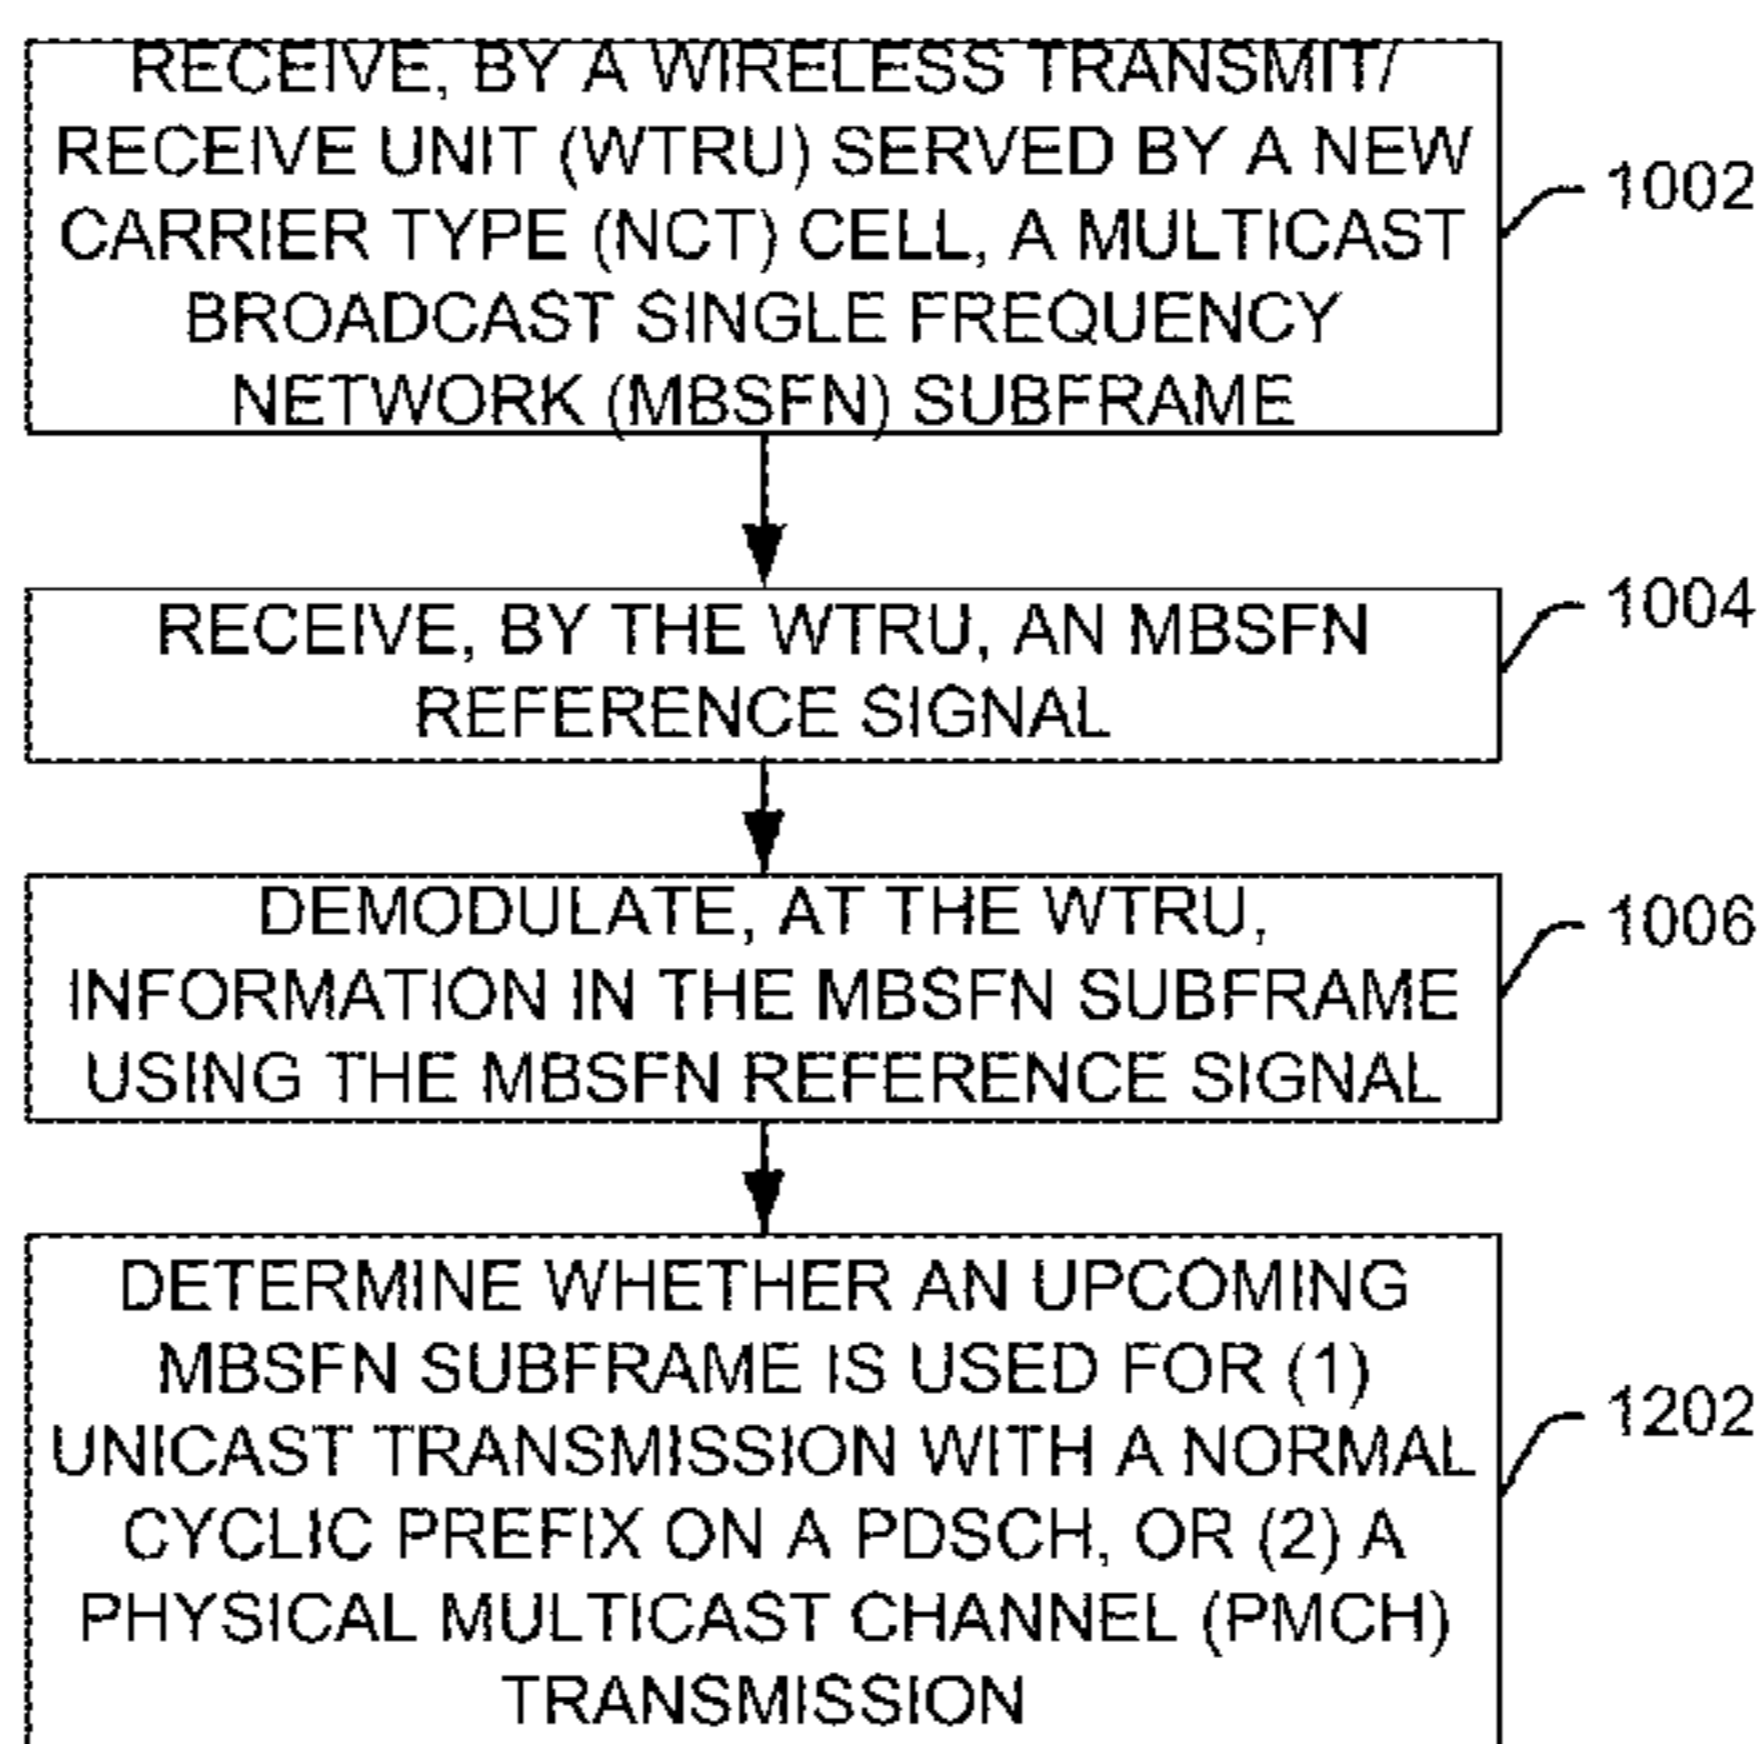 RECEIVE, BY A WIRELESS TRANSMIT/
RECEIVE UNIT (WTRU) SERVED BY A NEW
CARRIER TYPE (NCT) CELL, A MULTICAST
BROADCAST SINGLE FREQUENCY
NETWORK (MBSFN) SUBFRAME
1002
RECEIVE, BY THE WTRU, AN MBSFN
REFERENCE SIGNAL
1004
DEMODULATE, AT THE WTRU,
INFORMATION IN THE MBSFN SUBFRAME
USING THE MBSFN REFERENCE SIGNAL
1006
DETERMINE WHETHER AN UPCOMING
MBSFN SUBFRAME IS USED FOR (1)
UNICAST TRANSMISSION WITH A NORMAL
CYCLIC PREFIX ON A PDSCH, OR (2) A
PHYSICAL MULTICAST CHANNEL (PMCH)
TRANSMISSION
1202